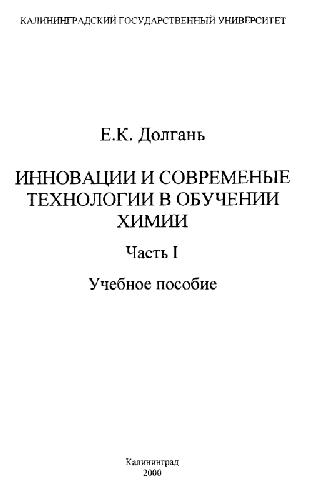 КАЛИНИНГРАДСКИЙ ГОСУДАРСТВЕННЫЙ УНИВЕРСИТЕТ
Е.К. Долгань
ИННОВАЦИИ И СОВРЕМЕНЫЕ
ТЕХНОЛОГИИ В ОБУЧЕНИИ
ХИМИИ
Часть I
Учебное пособие
Калининград
2000